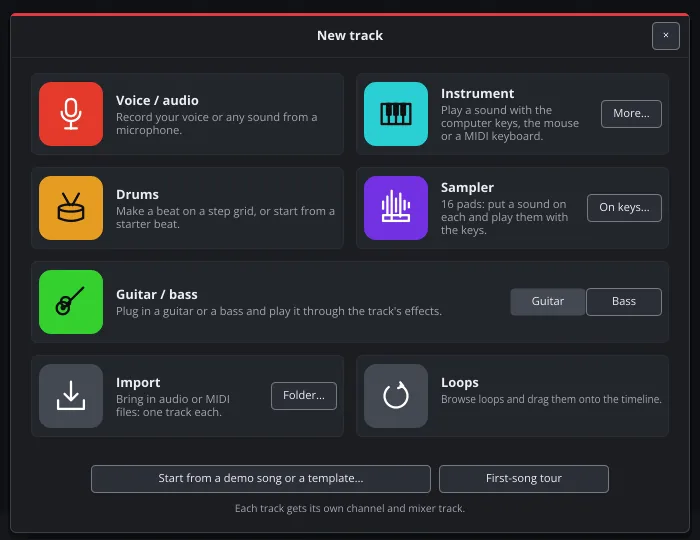 New track
×
Voice / audio
Record your voice or any sound from a
microphone.
Instrument
Play a sound with the
computer keys, the mouse
or a MIDI keyboard.
More...
Drums
Make a beat on a step grid, or start from a
starter beat.
Sampler
16 pads: put a sound on
each and play them with
the keys.
On keys...
Guitar / bass
Plug in a guitar or a bass and play it through the track's effects.
Guitar
Bass
Import
Bring in audio or MIDI
files: one track each.
Folder...
Loops
Browse loops and drag them onto the timeline.
Start from a demo song or a template...
First-song tour
Each track gets its own channel and mixer track.